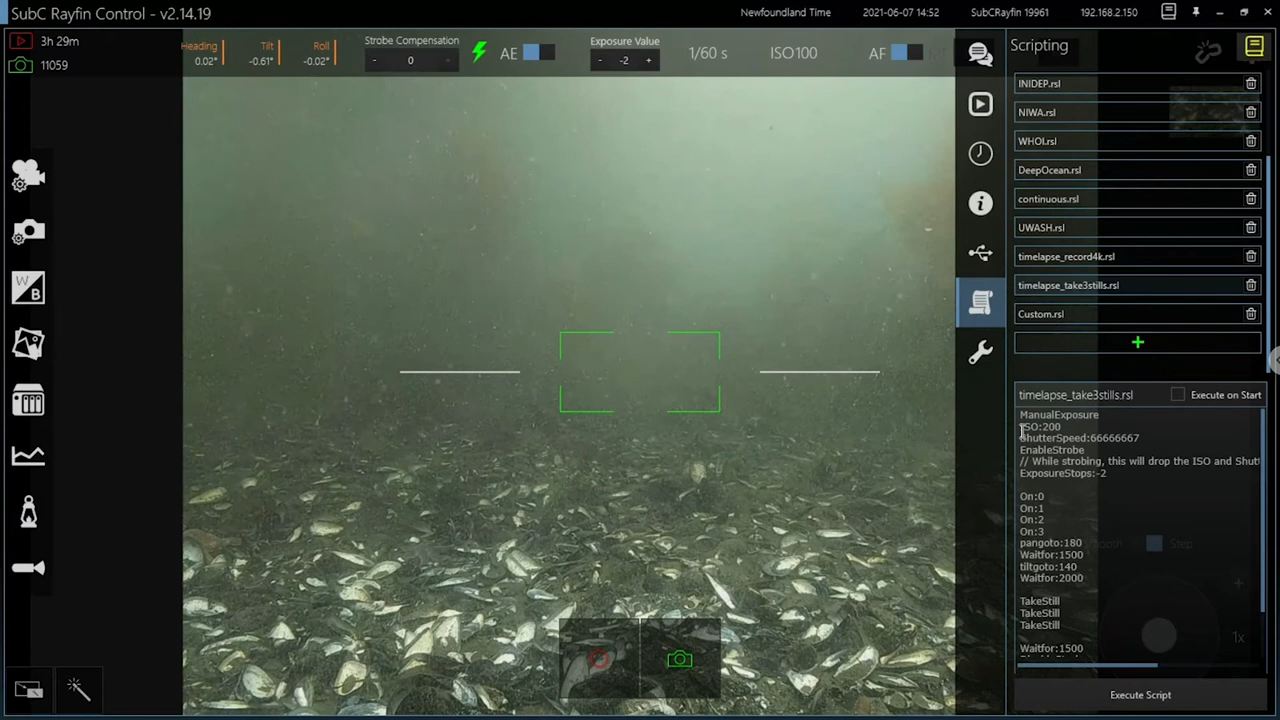 SubC Rayfin Control - v2.14.19
Newfoundland Time
2021-06-07 14:52
SubCRayfin 19961
192.168.2.150
3h 29m
11059
Heading
0.02°
Tilt
-0.61°
Roll
-0.02°
Strobe Compensation
- 0 -
AE
Exposure Value
- -2 +
1/60 s
ISO100
AF
W
B
Scripting
INIDEP.rsl
NIWA.rsl
WHOI.rsl
DeepOcean.rsl
continuous.rsl
UWASH.rsl
timelapse_record4k.rsl
timelapse_take3stills.rsl
Custom.rsl
+
timelapse_take3stills.rsl
Execute on Start
ManualExposure
ISO:200
ShutterSpeed:66666667
EnableStrobe
// While strobing, this will drop the ISO and Shutt
ExposureStops:-2
On:0
On:1
On:2
On:3
pangoto:180
Waitfor:1500
tiltgoto:140
Waitfor:2000
TakeStill
TakeStill
TakeStill
Waitfor:1500
Step
1x
Execute Script